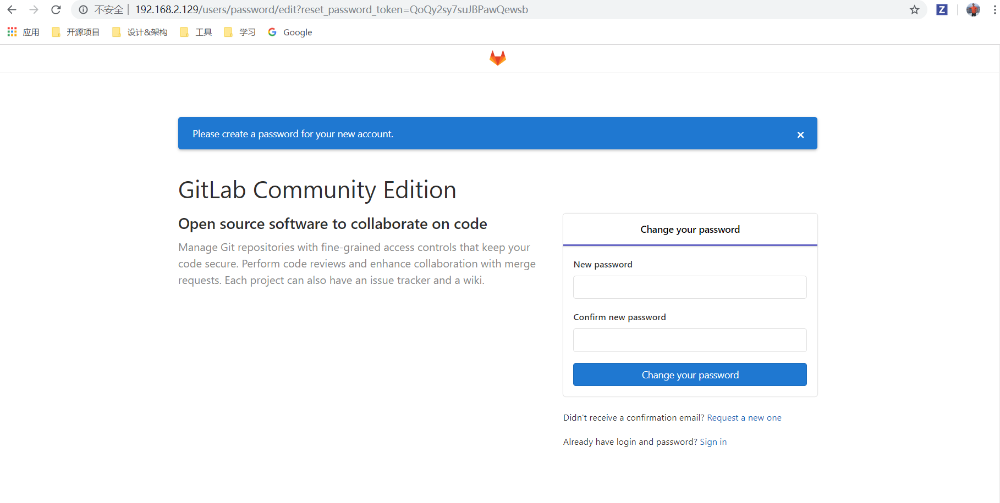 不安全 | 192.168.2.129/users/password/edit?reset_password_token=QoQy2sy7suJBPawQewsb
Z
应用 开源项目 设计&架构 工具 学习 Google
Please create a password for your new account.
GitLab Community Edition
Open source software to collaborate on code
Manage Git repositories with fine-grained access controls that keep your
code secure. Perform code reviews and enhance collaboration with merge
requests. Each project can also have an issue tracker and a wiki.
Change your password
New password
Confirm new password
Change your password
Didn't receive a confirmation email? Request a new one
Already have login and password? Sign in